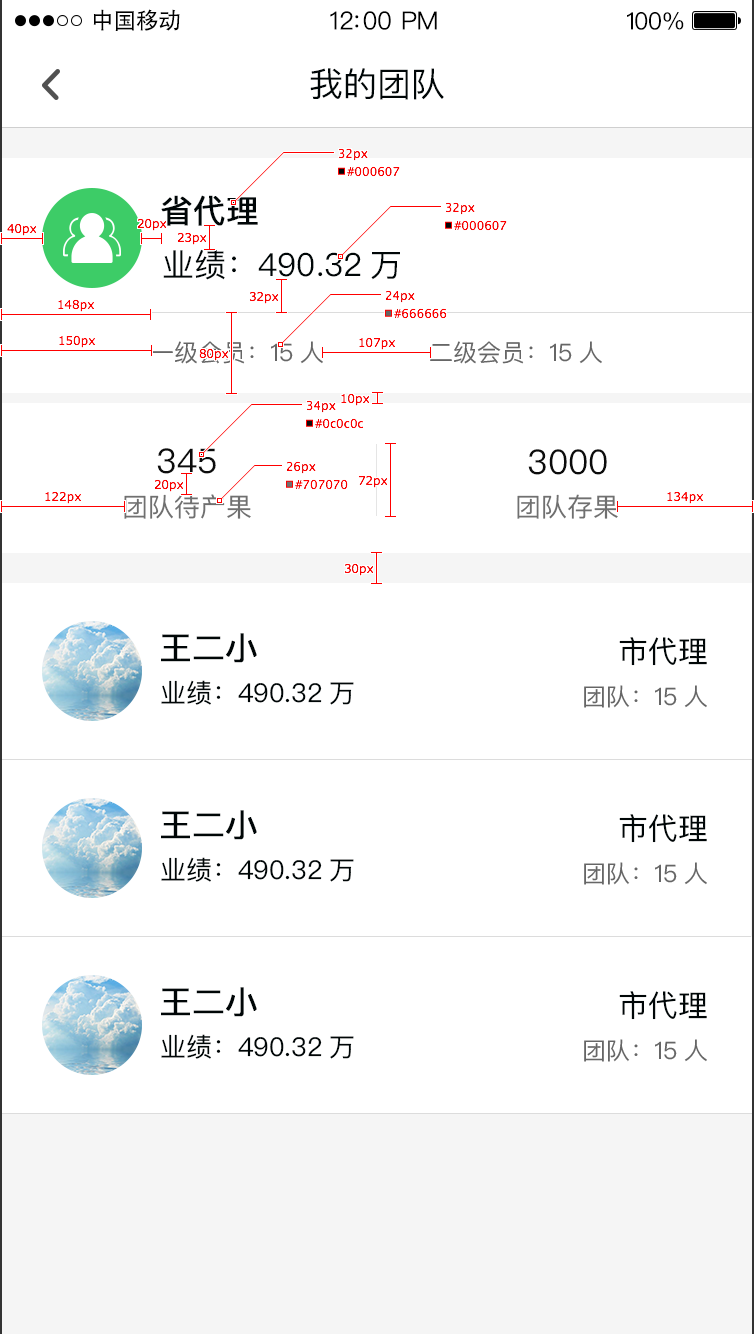 中国移动 12:00 PM 100%
我的团队
32px
#000607
省代理
32px
#000607
40px 20px 23px
业绩：490.32 万
32px
24px
#666666
148px
150px
80px
107px
一级会员：15 人 二级会员：15 人
10px
34px
#0c0c0c
345 3000
26px
#707070
20px
72px
122px
134px
团队待产果 团队存果
30px
王二小 市代理
业绩：490.32 万 团队：15 人
王二小 市代理
业绩：490.32 万 团队：15 人
王二小 市代理
业绩：490.32 万 团队：15 人